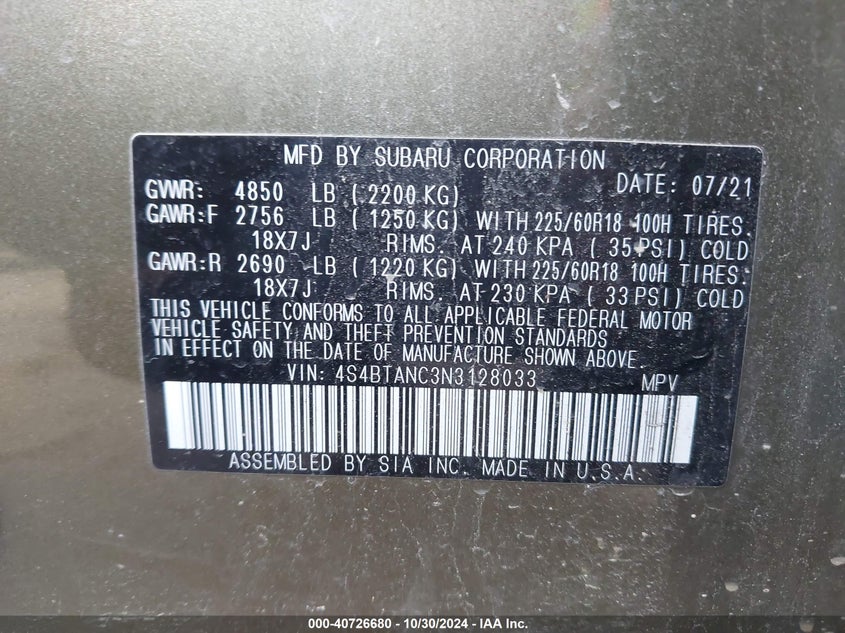 MFD BY SUBARU CORPORATION
DATE: 07/21
GVWR: 4850 LB ( 2200 KG)
GAWR:F 2756 LB ( 1250 KG) WITH 225/60R18 100H TIRES.
18X7J RIMS. AT 240 KPA ( 35 PSI) COLD
GAWR:R 2690 LB ( 1220 KG) WITH 225/60R18 100H TIRES.
18X7J RIMS. AT 230 KPA ( 33 PSI) COLD
THIS VEHICLE CONFORMS TO ALL APPLICABLE FEDERAL MOTOR
VEHICLE SAFETY AND THEFT PREVENTION STANDARDS
IN EFFECT ON THE DATE OF MANUFACTURE SHOWN ABOVE.
VIN: 4S4BTANC3N3128033 MPV
ASSEMBLED BY SIA INC. MADE IN U.S.A.
000-40726680 - 10/30/2024 - IAA Inc.